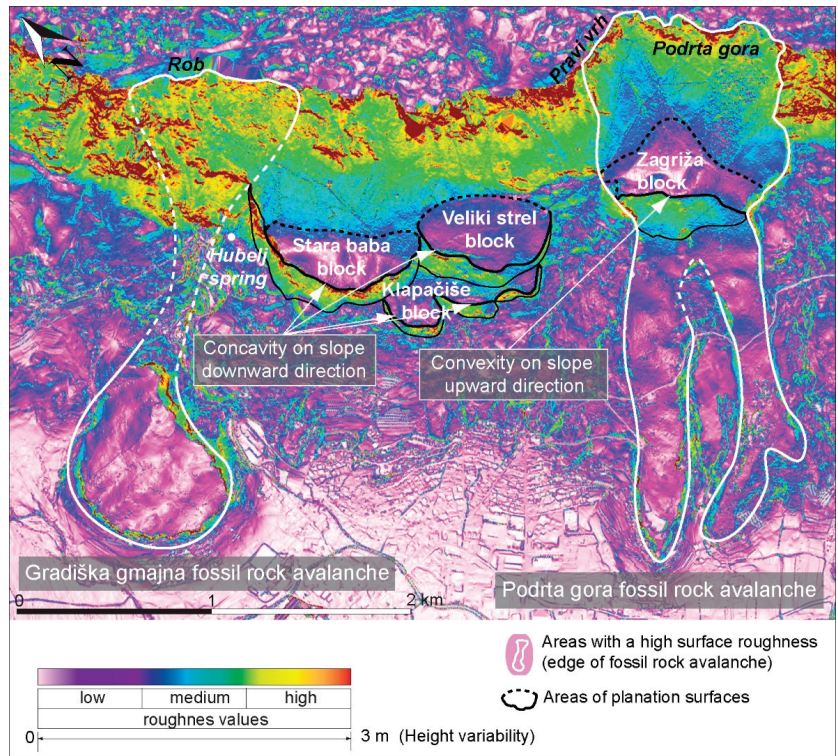 N
Rob
Pravi vrh
Podrta gora
Zagriža
block
Veliki strel
block
Stara baba
block
Hubelj
spring
Klapačiše
block
Concavity on slope
downward direction
Convexity on slope
upward direction
Gradiška gmajna fossil rock avalanche
Podrta gora fossil rock avalanche
0 1 2 km
Areas with a high surface roughness
(edge of fossil rock avalanche)
Areas of planation surfaces
low medium high
roughnes values
0 3 m (Height variability)